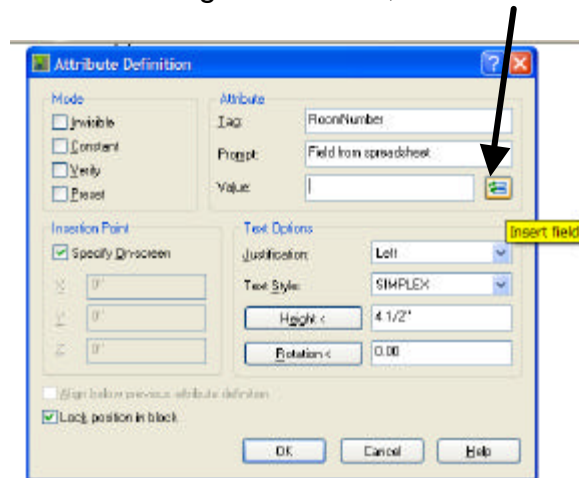 Attribute Definition
Mode
Invisible
Constant
Verify
Preset
Attribute
Tag: RoomNumber
Prompt: Field from spreadsheet
Value:
Insert field
Insertion Point
Specify On-screen
X: 0"
Y: 0"
Z: 0"
Text Options
Justification: Left
Text Style: SIMPLEX
Height < 4 1/2"
Rotation < 0.00
Align below previous attribute definition
Lock position in block
OK Cancel Help